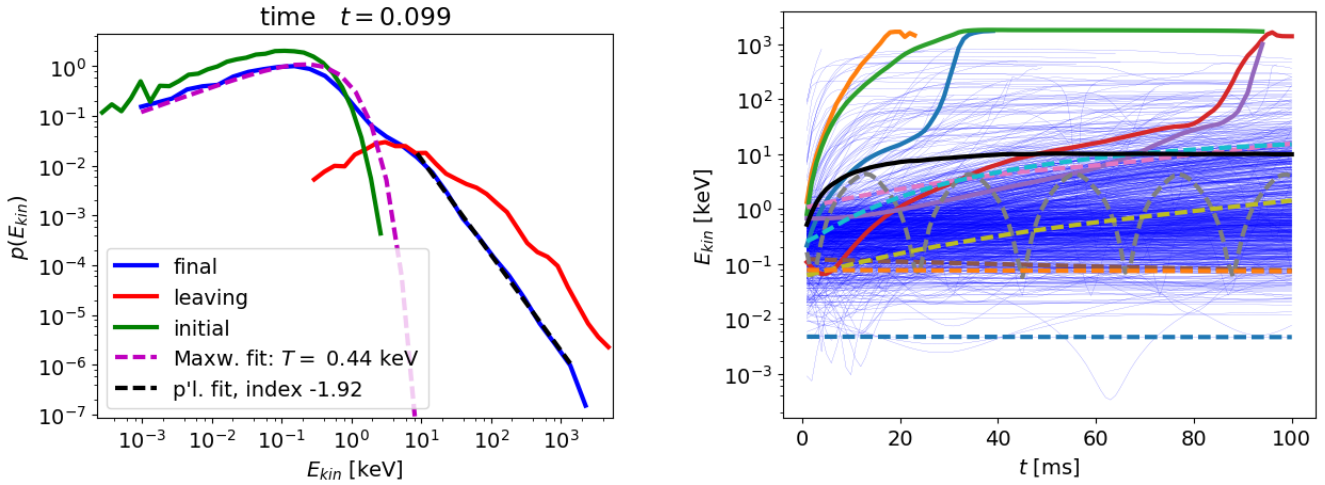 time t = 0.099
p(E_kin)
10^0
10^-1
10^-2
10^-3
10^-4
10^-5
10^-6
10^-7
final
leaving
initial
Maxw. fit: T = 0.44 keV
p'l. fit, index -1.92
10^-3 10^-2 10^-1 10^0 10^1 10^2 10^3
E_kin [keV]
E_kin [keV]
10^3
10^2
10^1
10^0
10^-1
10^-2
10^-3
0 20 40 60 80 100
t [ms]